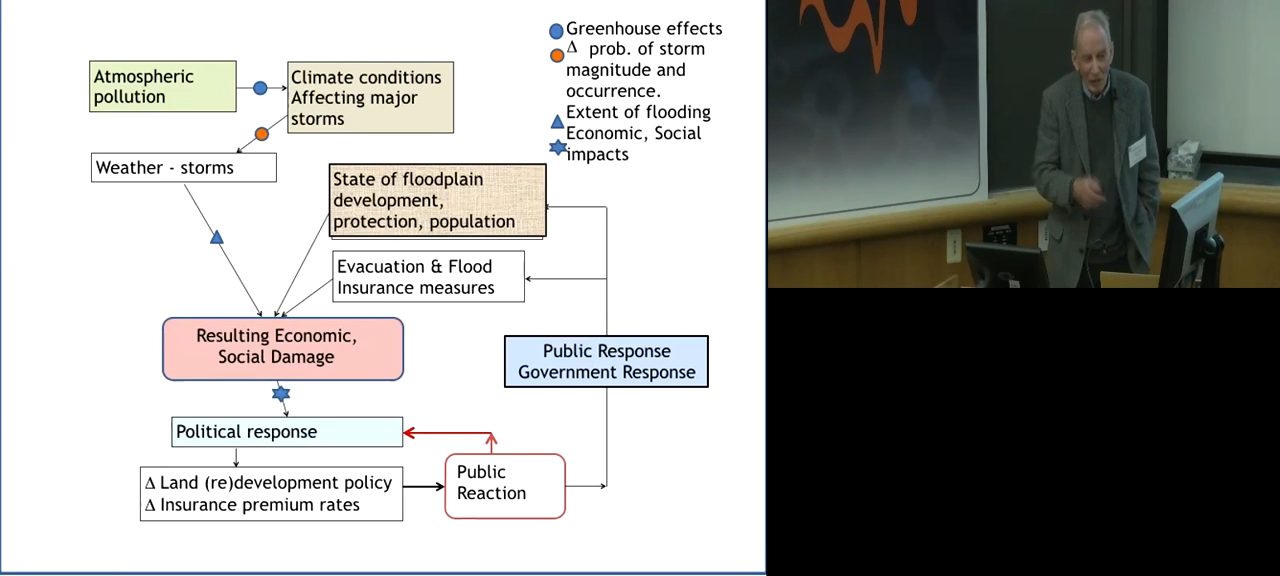 Greenhouse effects
Δ prob. of storm
magnitude and
occurrence.
Extent of flooding
Economic, Social
impacts
Atmospheric
pollution
Climate conditions
Affecting major
storms
Weather - storms
State of floodplain
development,
protection, population
Evacuation & Flood
Insurance measures
Resulting Economic,
Social Damage
Public Response
Government Response
Political response
Δ Land (re)development policy
Δ Insurance premium rates
Public
Reaction